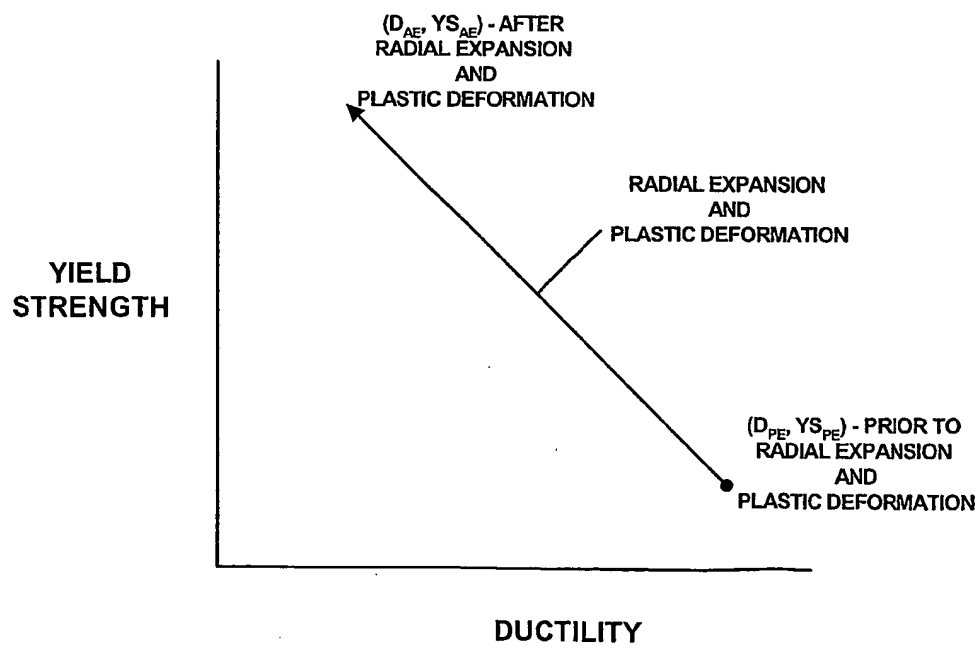 (D_AE, YS_AE) - AFTER
RADIAL EXPANSION
AND
PLASTIC DEFORMATION
RADIAL EXPANSION
AND
PLASTIC DEFORMATION
YIELD
STRENGTH
(D_PE, YS_PE) - PRIOR TO
RADIAL EXPANSION
AND
PLASTIC DEFORMATION
DUCTILITY